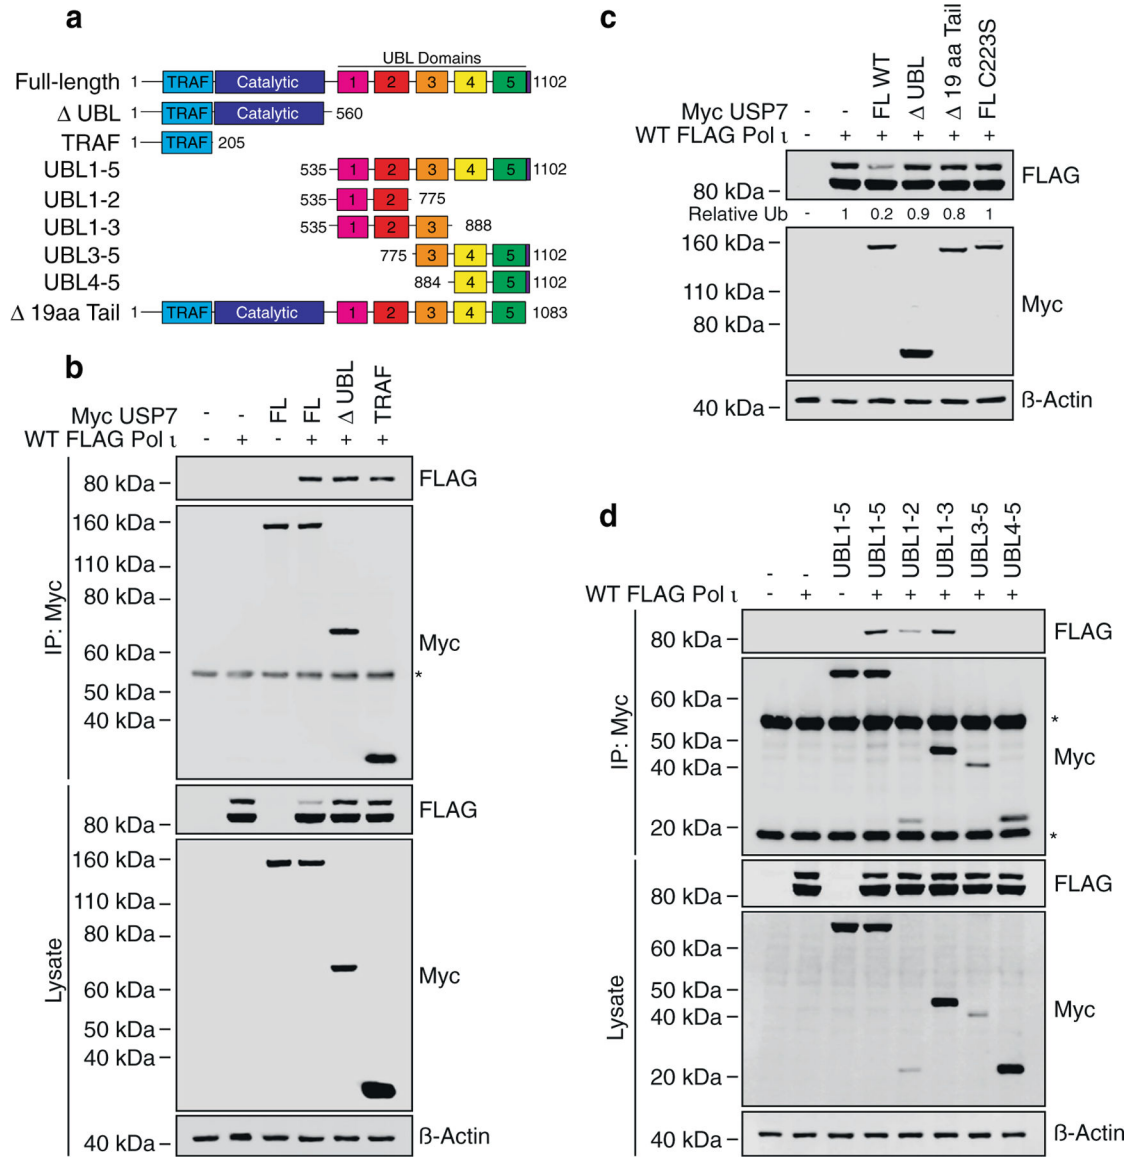 a
UBL Domains
Full-length 1 TRAF Catalytic 1 2 3 4 5 1102
Δ UBL 1 TRAF Catalytic 560
TRAF 1 TRAF 205
UBL1-5 535 1 2 3 4 5 1102
UBL1-2 535 1 2 775
UBL1-3 535 1 2 3 888
UBL3-5 775 3 4 5 1102
UBL4-5 884 4 5 1102
Δ 19aa Tail 1 TRAF Catalytic 1 2 3 4 5 1083
b
Myc USP7 - - FL FL Δ UBL TRAF
WT FLAG Pol ι - + - + + +
IP: Myc
80 kDa FLAG
160 kDa
110 kDa
80 kDa
Myc
60 kDa
*
50 kDa
40 kDa
Lysate
FLAG
80 kDa
160 kDa
110 kDa
80 kDa
Myc
60 kDa
50 kDa
40 kDa
40 kDa ß-Actin
c
Myc USP7 - - FL WT Δ UBL Δ 19 aa Tail FL C223S
WT FLAG Pol ι - + + + + +
FLAG
80 kDa
Relative Ub - 1 0.2 0.9 0.8 1
160 kDa
110 kDa
Myc
80 kDa
40 kDa ß-Actin
d
- - UBL1-5 UBL1-5 UBL1-2 UBL1-3 UBL3-5 UBL4-5
WT FLAG Pol ι - + - + + + + +
IP: Myc
80 kDa FLAG
60 kDa
*
50 kDa
Myc
40 kDa
20 kDa
*
Lysate
FLAG
80 kDa
60 kDa
50 kDa
Myc
40 kDa
20 kDa
40 kDa ß-Actin